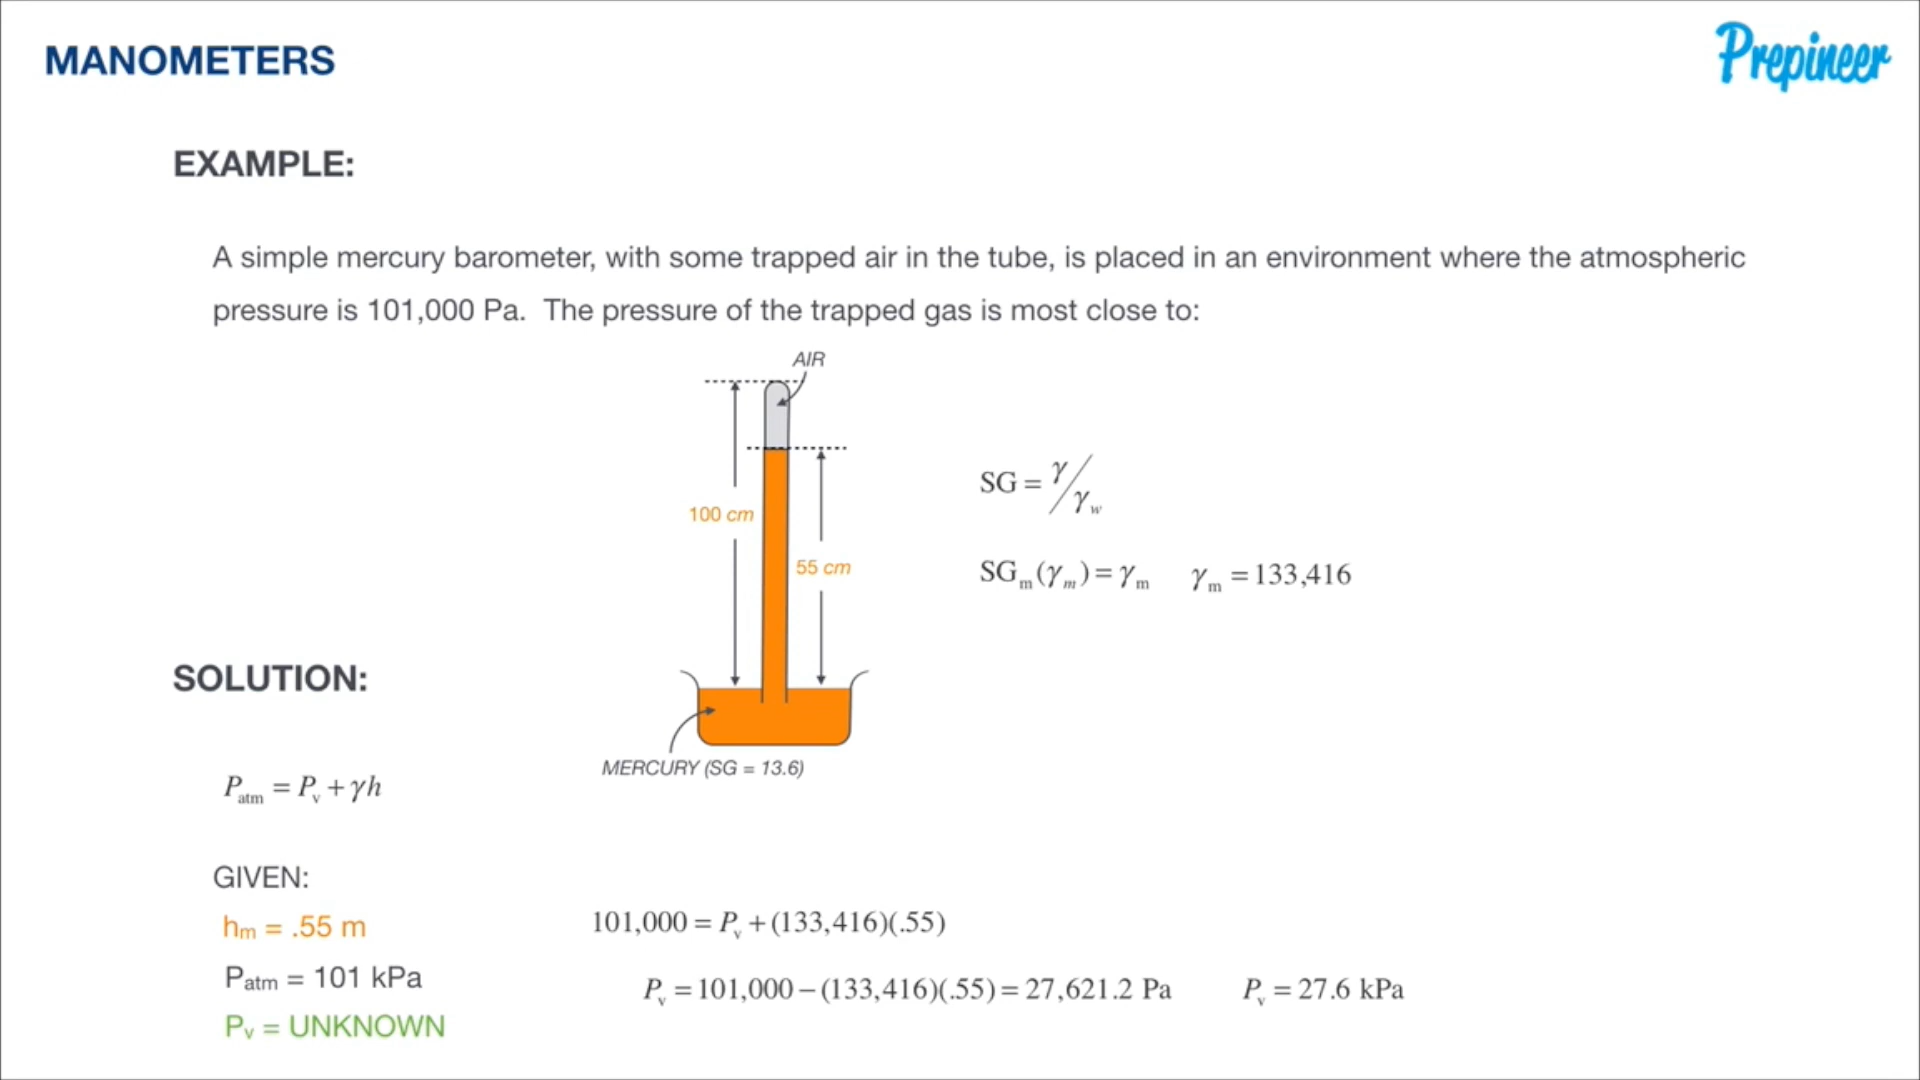 MANOMETERS
Prepineer
EXAMPLE:
A simple mercury barometer, with some trapped air in the tube, is placed in an environment where the atmospheric
pressure is 101,000 Pa. The pressure of the trapped gas is most close to:
AIR
100 cm
55 cm
SG = γ/γw
SGm(γm) = γm γm = 133,416
MERCURY (SG = 13.6)
SOLUTION:
Patm = Pv + γh
GIVEN:
hm = .55 m
Patm = 101 kPa
Pv = UNKNOWN
101,000 = Pv + (133,416)(.55)
Pv = 101,000 – (133,416)(.55) = 27,621.2 Pa Pv = 27.6 kPa